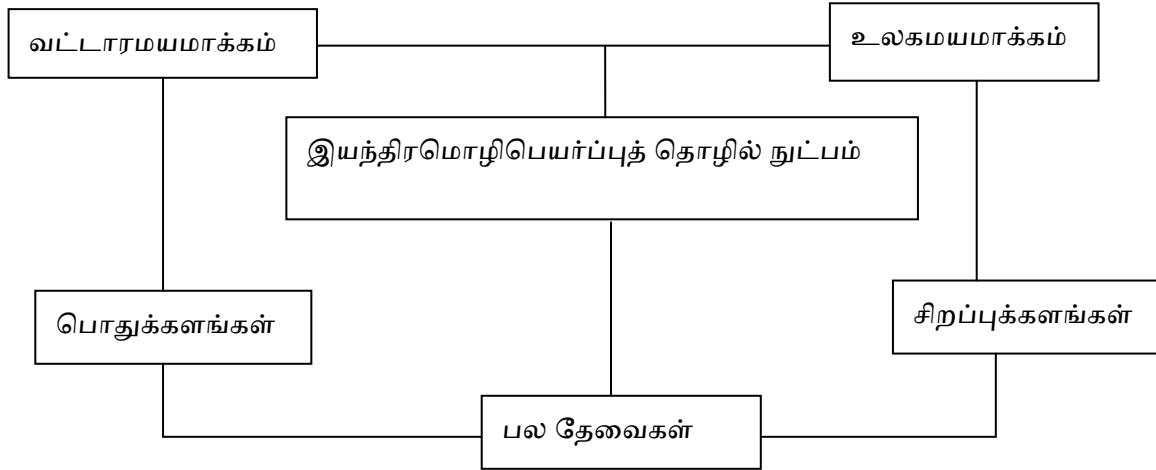 வட்டாரமயமாக்கம்
உலகமயமாக்கம்
இயந்திரமொழிபெயர்ப்புத் தொழில் நுட்பம்
பொதுக்களங்கள்
சிறப்புக்களங்கள்
பல தேவைகள்